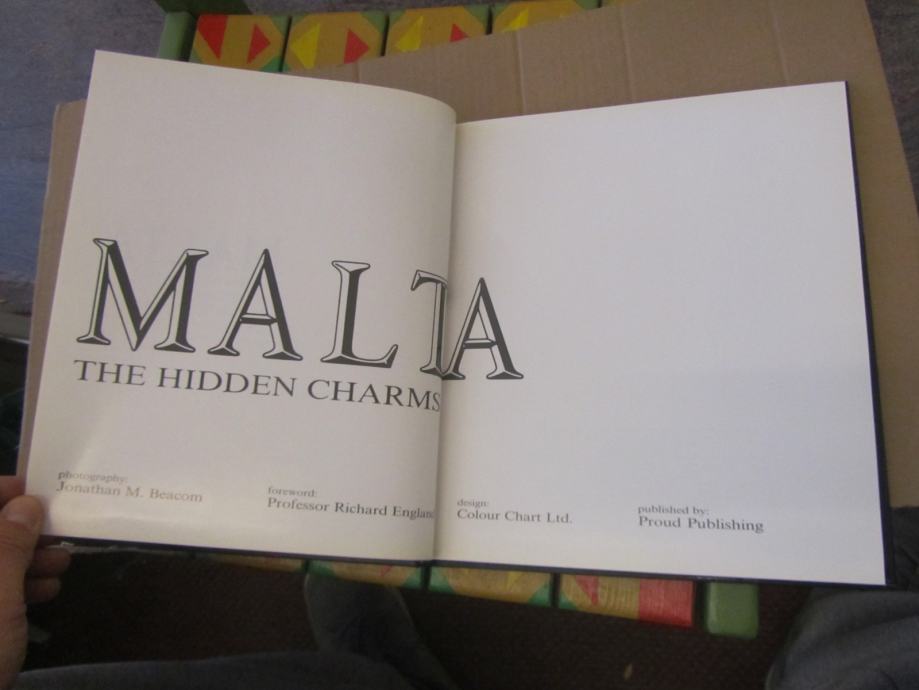 MALTA
THE HIDDEN CHARMS
photography:
Jonathan M. Beacom
foreword:
Professor Richard England
design:
Colour Chart Ltd.
published by:
Proud Publishing